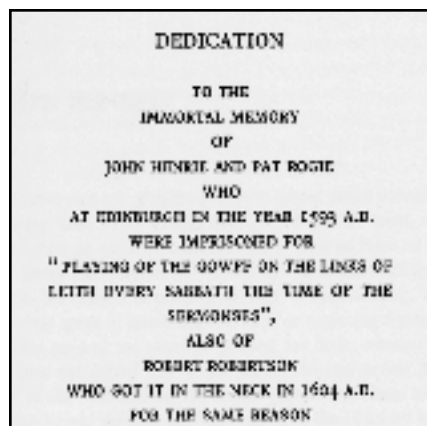 DEDICATION
TO THE
IMMORTAL MEMORY
OF
JOHN HENRIE AND PAT ROGIE
WHO
AT EDINBURGH IN THE YEAR 1593 A.D.
WERE IMPRISONED FOR
"PLAYING OF THE GOWFF ON THE LINKS OF
LEITH EVERY SABBATH THE TIME OF THE
SERMONSES",
ALSO OF
ROBERT ROBERTSON
WHO GOT IT IN THE NECK IN 1604 A.D.
FOR THE SAME REASON